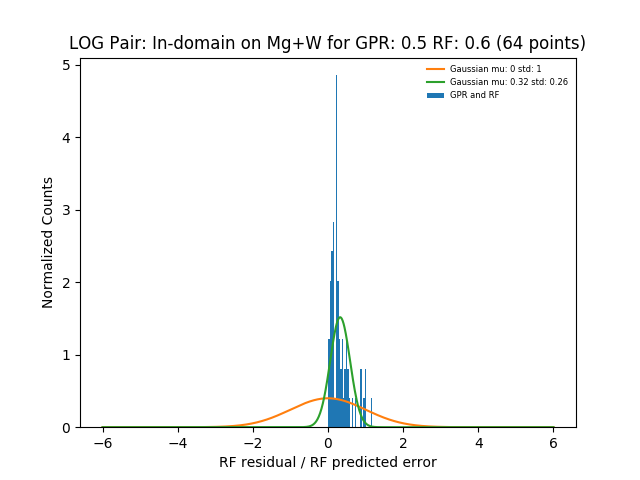 LOG Pair: In-domain on Mg+W for GPR: 0.5 RF: 0.6 (64 points)
Gaussian mu: 0 std: 1
Gaussian mu: 0.32 std: 0.26
GPR and RF
Normalized Counts
5
4
3
2
1
0
−6 −4 −2 0 2 4 6
RF residual / RF predicted error